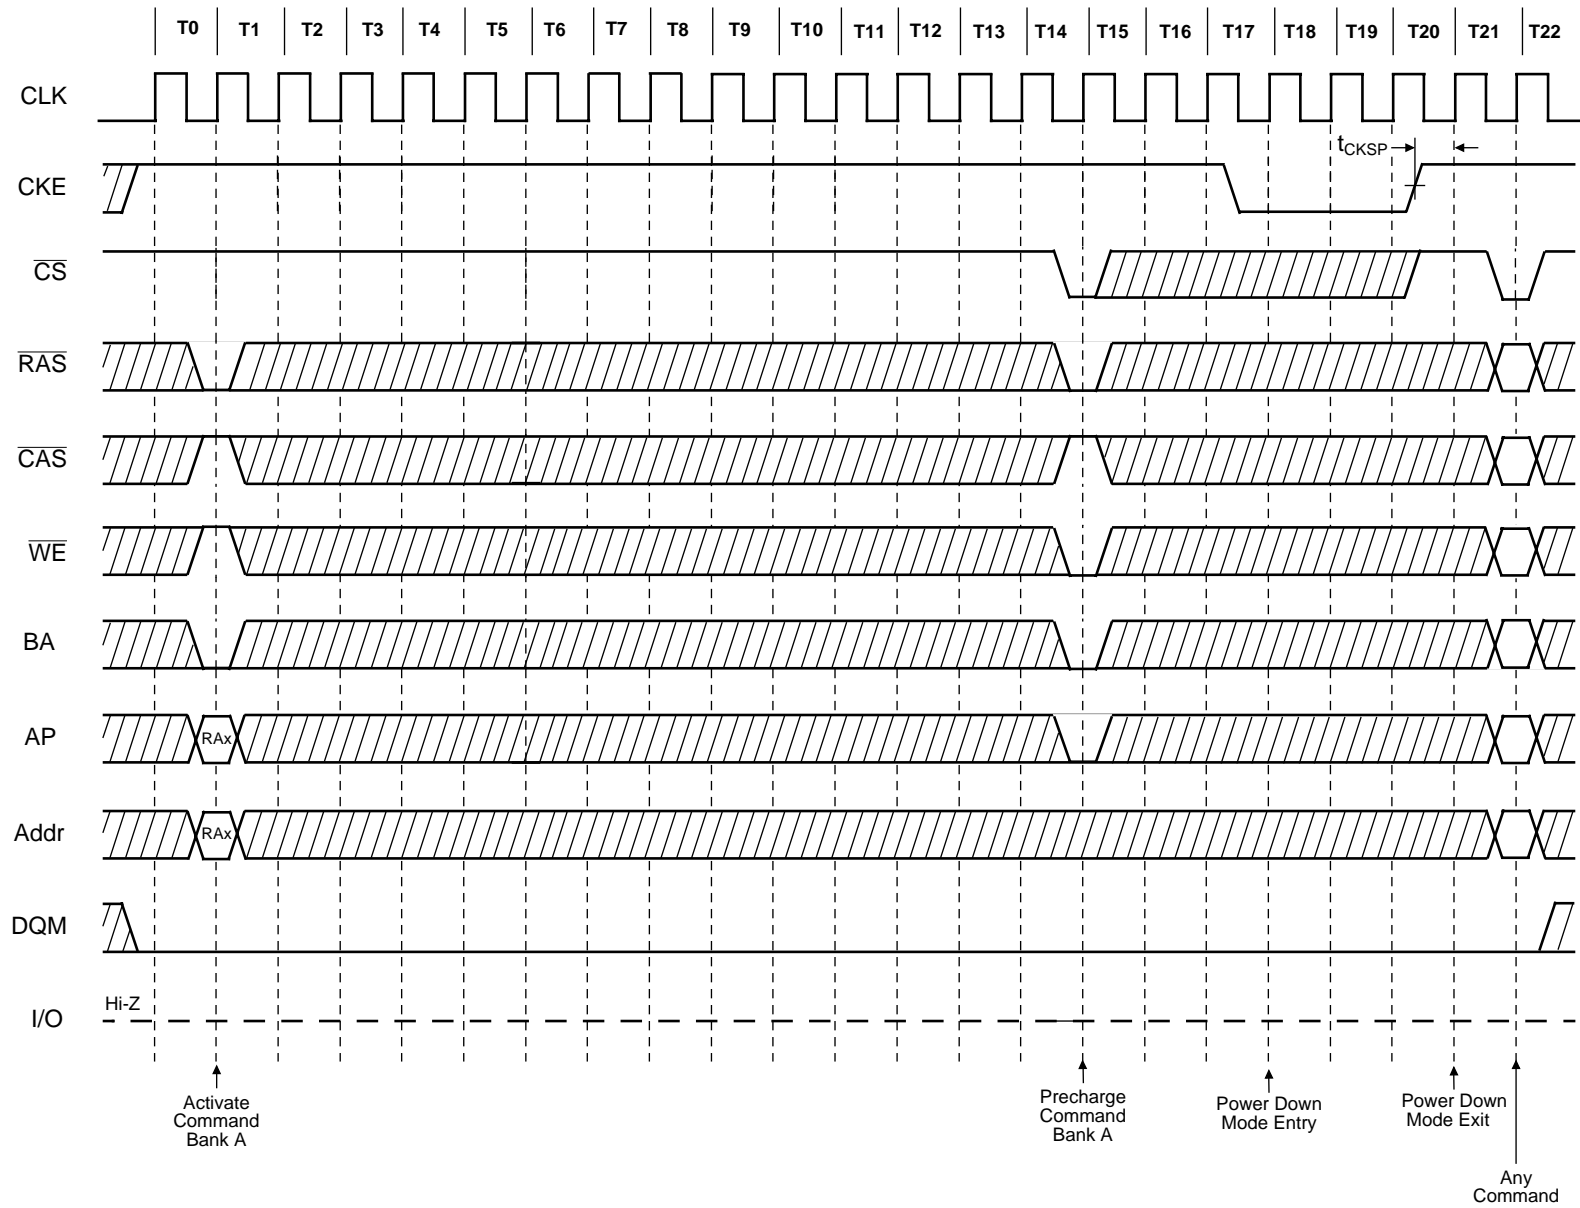 T0 T1 T2 T3 T4 T5 T6 T7 T8 T9 T10 T11 T12 T13 T14 T15 T16 T17 T18 T19 T20 T21 T22
CLK
tCKSP
CKE
CS
RAS
CAS
WE
BA
AP
RAx
Addr
RAx
DQM
Hi-Z
I/O
Activate
Command
Bank A
Precharge
Command
Bank A
Power Down
Mode Entry
Power Down
Mode Exit
Any
Command